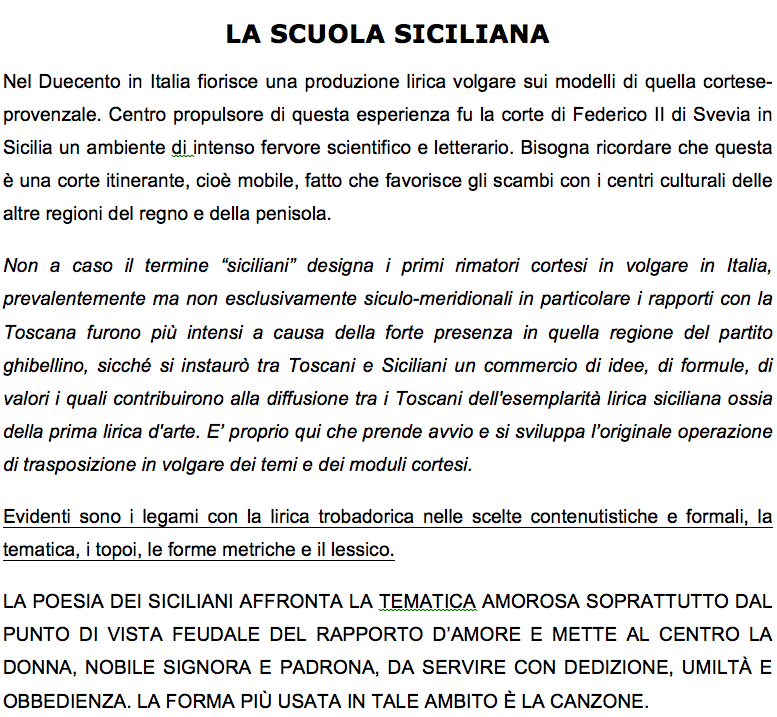 LA SCUOLA SICILIANA
Nel Duecento in Italia fiorisce una produzione lirica volgare sui modelli di quella cortese-
provenzale. Centro propulsore di questa esperienza fu la corte di Federico II di Svevia in
Sicilia un ambiente di intenso fervore scientifico e letterario. Bisogna ricordare che questa
è una corte itinerante, cioè mobile, fatto che favorisce gli scambi con i centri culturali delle
altre regioni del regno e della penisola.
Non a caso il termine “siciliani” designa i primi rimatori cortesi in volgare in Italia,
prevalentemente ma non esclusivamente siculo-meridionali in particolare i rapporti con la
Toscana furono più intensi a causa della forte presenza in quella regione del partito
ghibellino, sicché si instaurò tra Toscani e Siciliani un commercio di idee, di formule, di
valori i quali contribuirono alla diffusione tra i Toscani dell'esemplarità lirica siciliana ossia
della prima lirica d'arte. E’ proprio qui che prende avvio e si sviluppa l’originale operazione
di trasposizione in volgare dei temi e dei moduli cortesi.
Evidenti sono i legami con la lirica trobadorica nelle scelte contenutistiche e formali, la
tematica, i topoi, le forme metriche e il lessico.
LA POESIA DEI SICILIANI AFFRONTA LA TEMATICA AMOROSA SOPRATTUTTO DAL
PUNTO DI VISTA FEUDALE DEL RAPPORTO D’AMORE E METTE AL CENTRO LA
DONNA, NOBILE SIGNORA E PADRONA, DA SERVIRE CON DEDIZIONE, UMILTÀ E
OBBEDIENZA. LA FORMA PIÙ USATA IN TALE AMBITO È LA CANZONE.